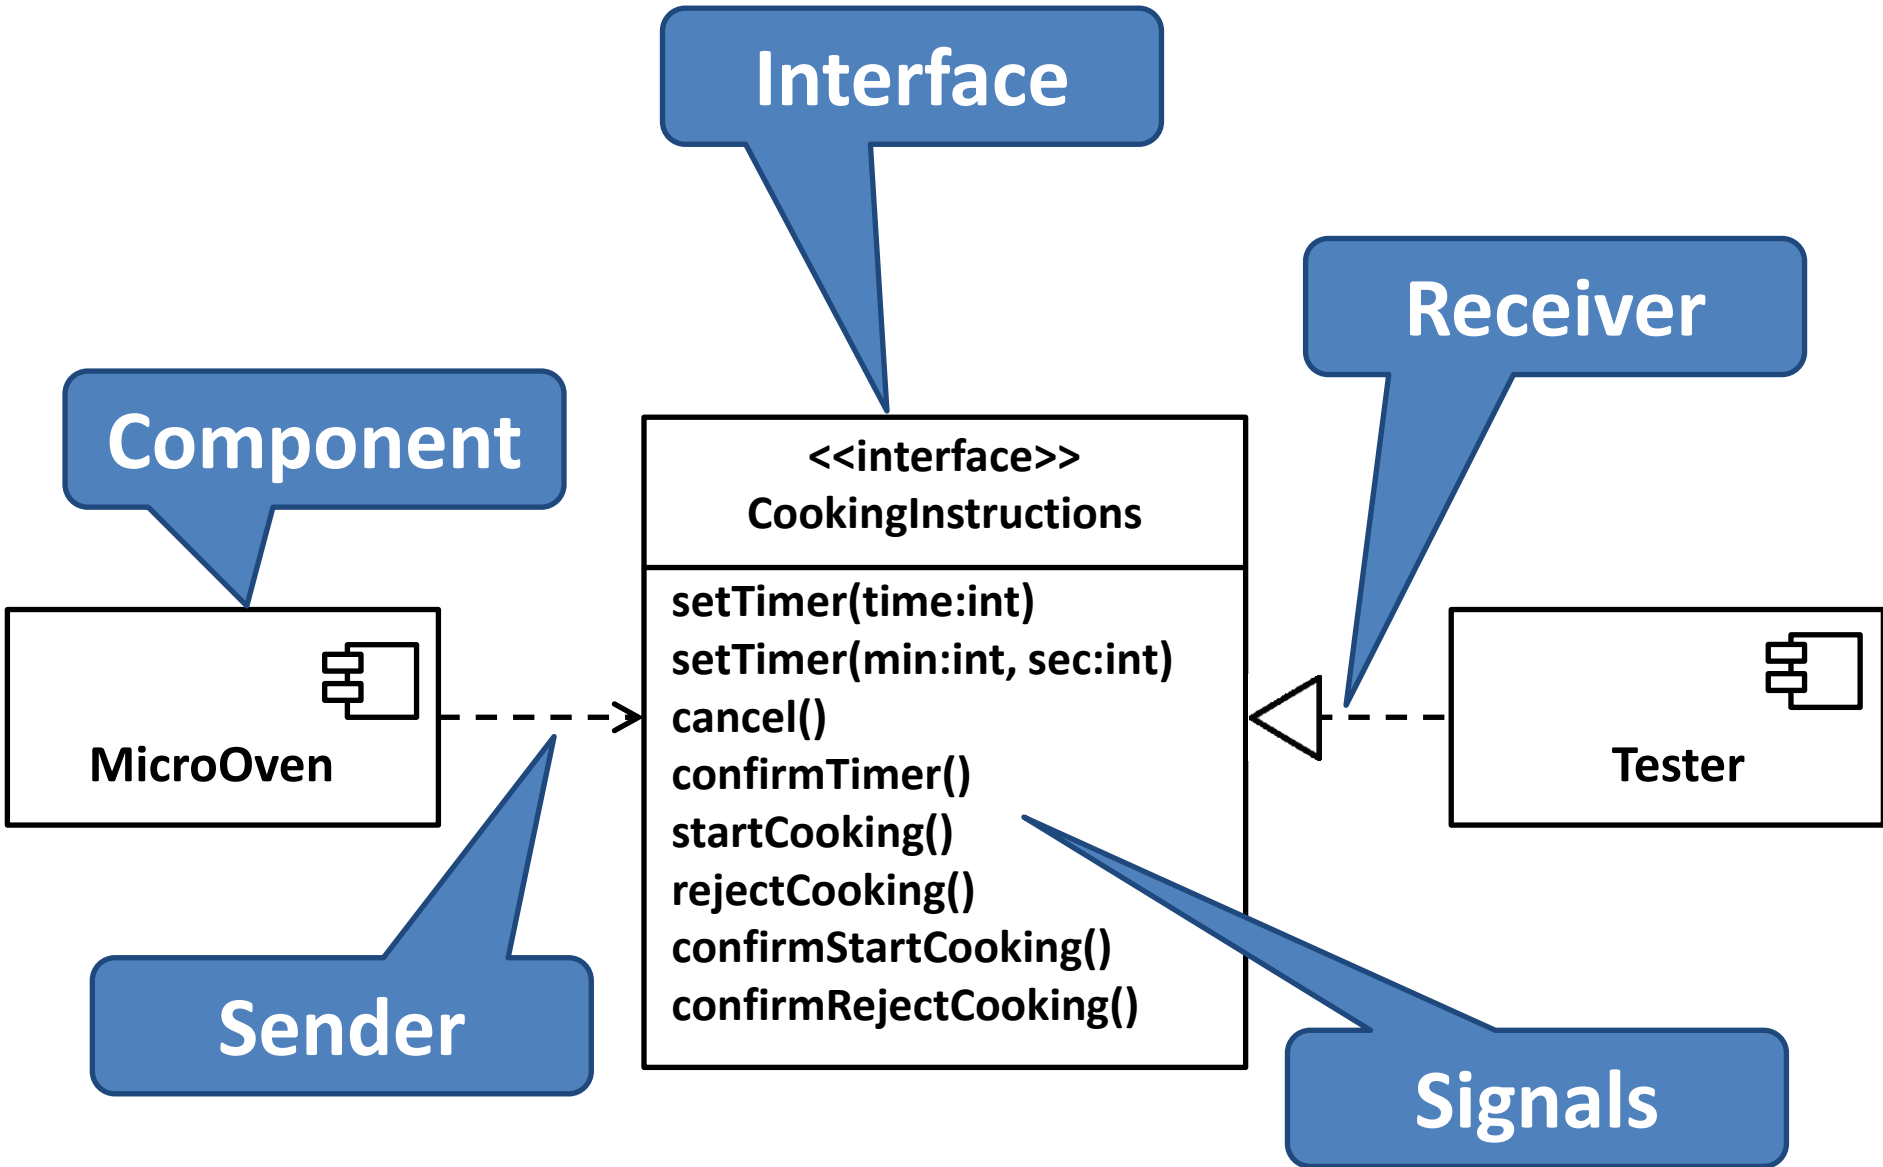 Interface
Receiver
Component
<<interface>>
CookingInstructions
setTimer(time:int)
setTimer(min:int, sec:int)
cancel()
confirmTimer()
startCooking()
rejectCooking()
confirmStartCooking()
confirmRejectCooking()
MicroOven
Tester
Sender
Signals